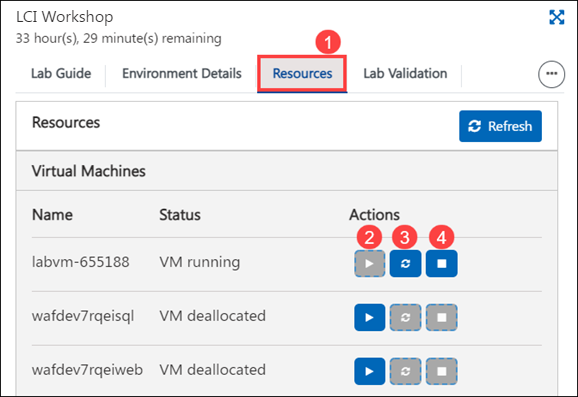 LCI Workshop
33 hour(s), 29 minute(s) remaining
1
Lab Guide Environment Details Resources Lab Validation
Resources Refresh
Virtual Machines
Name Status Actions
2 3 4
labvm-655188 VM running
wafdev7rqeisql VM deallocated
wafdev7rqeiweb VM deallocated